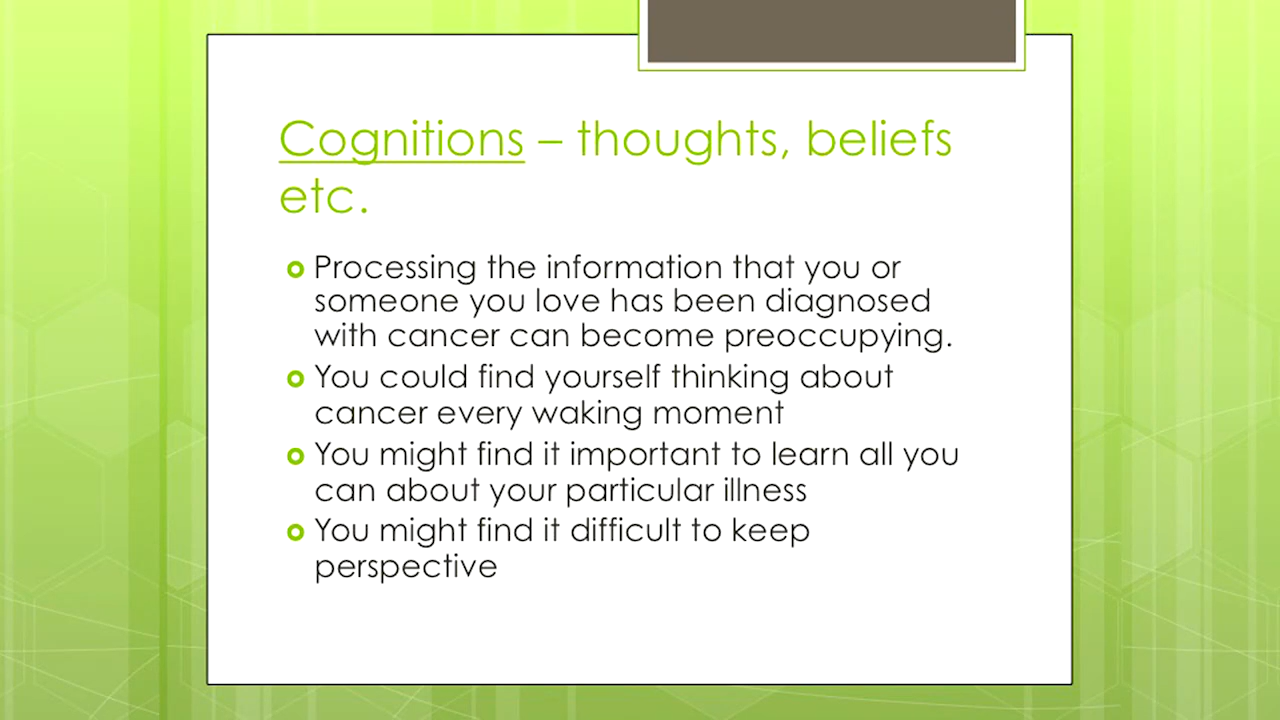 Cognitions – thoughts, beliefs
etc.
Processing the information that you or
someone you love has been diagnosed
with cancer can become preoccupying.
You could find yourself thinking about
cancer every waking moment
You might find it important to learn all you
can about your particular illness
You might find it difficult to keep
perspective